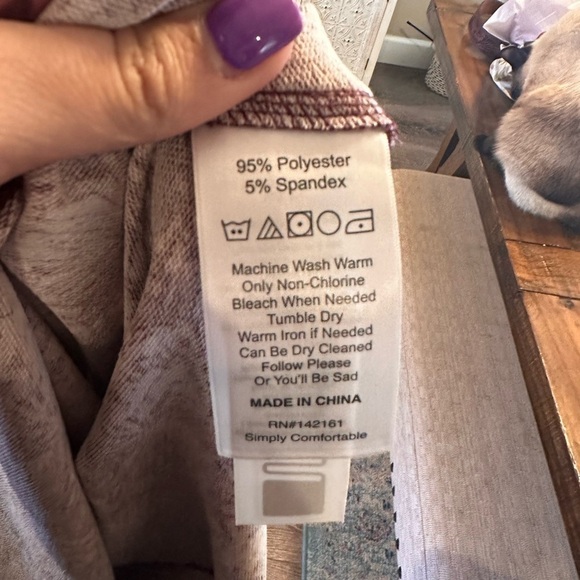 95% Polyester
5% Spandex
Machine Wash Warm
Only Non-Chlorine
Bleach When Needed
Tumble Dry
Warm Iron if Needed
Can Be Dry Cleaned
Follow Please
Or You'll Be Sad
MADE IN CHINA
RN#142161
Simply Comfortable